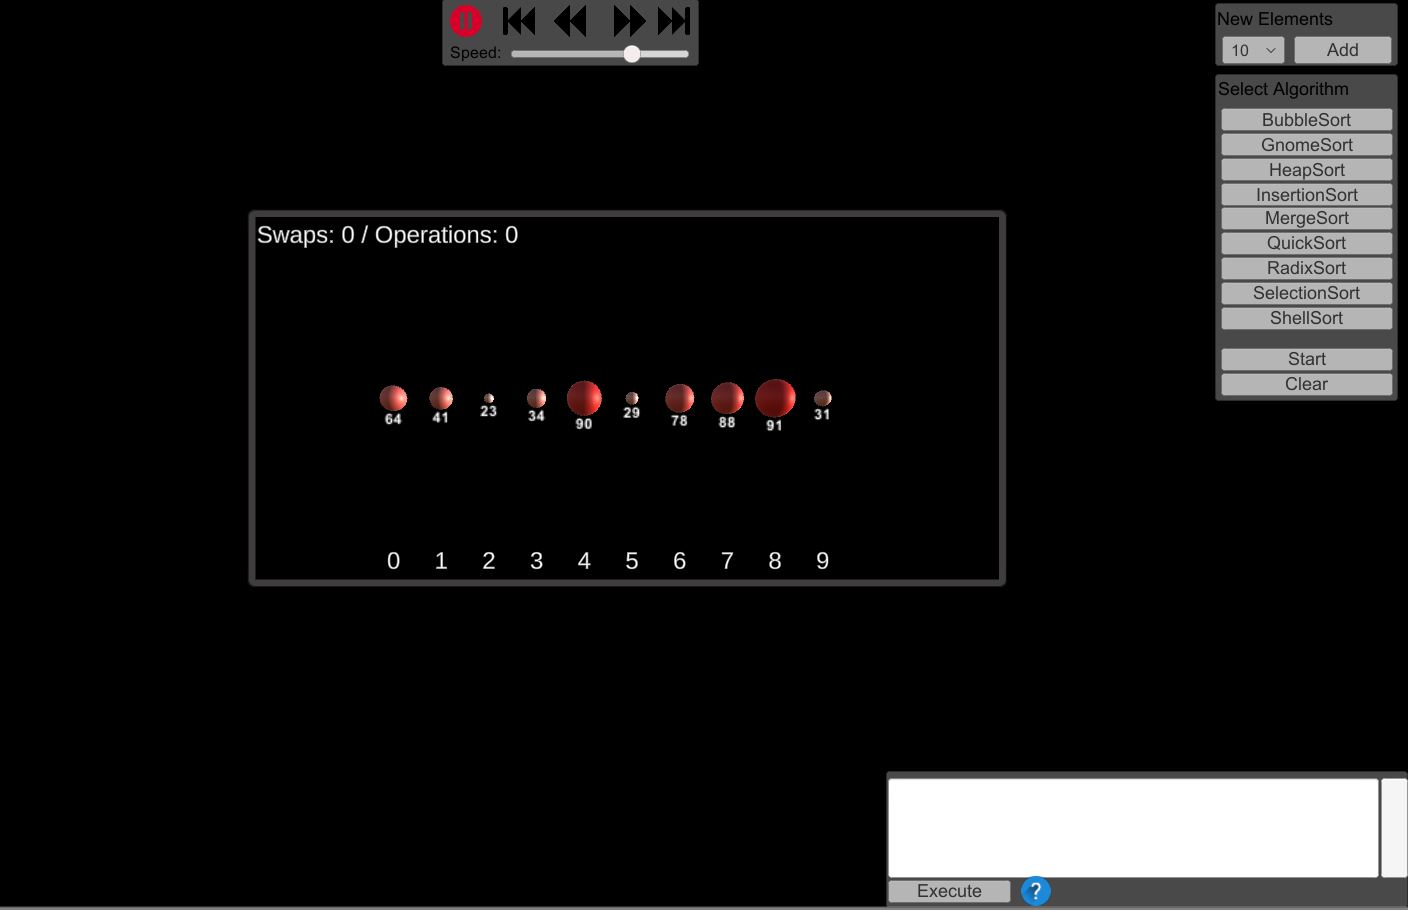 Speed:
New Elements
10 Add
Select Algorithm
BubbleSort
GnomeSort
HeapSort
InsertionSort
MergeSort
QuickSort
RadixSort
SelectionSort
ShellSort
Start
Clear
Swaps: 0 / Operations: 0
64 41 23 34 90 29 78 88 91 31
0 1 2 3 4 5 6 7 8 9
Execute ?